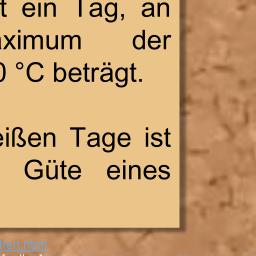 t ein Tag, an
aximum der
0 °C beträgt.
eißen Tage ist
Güte eines